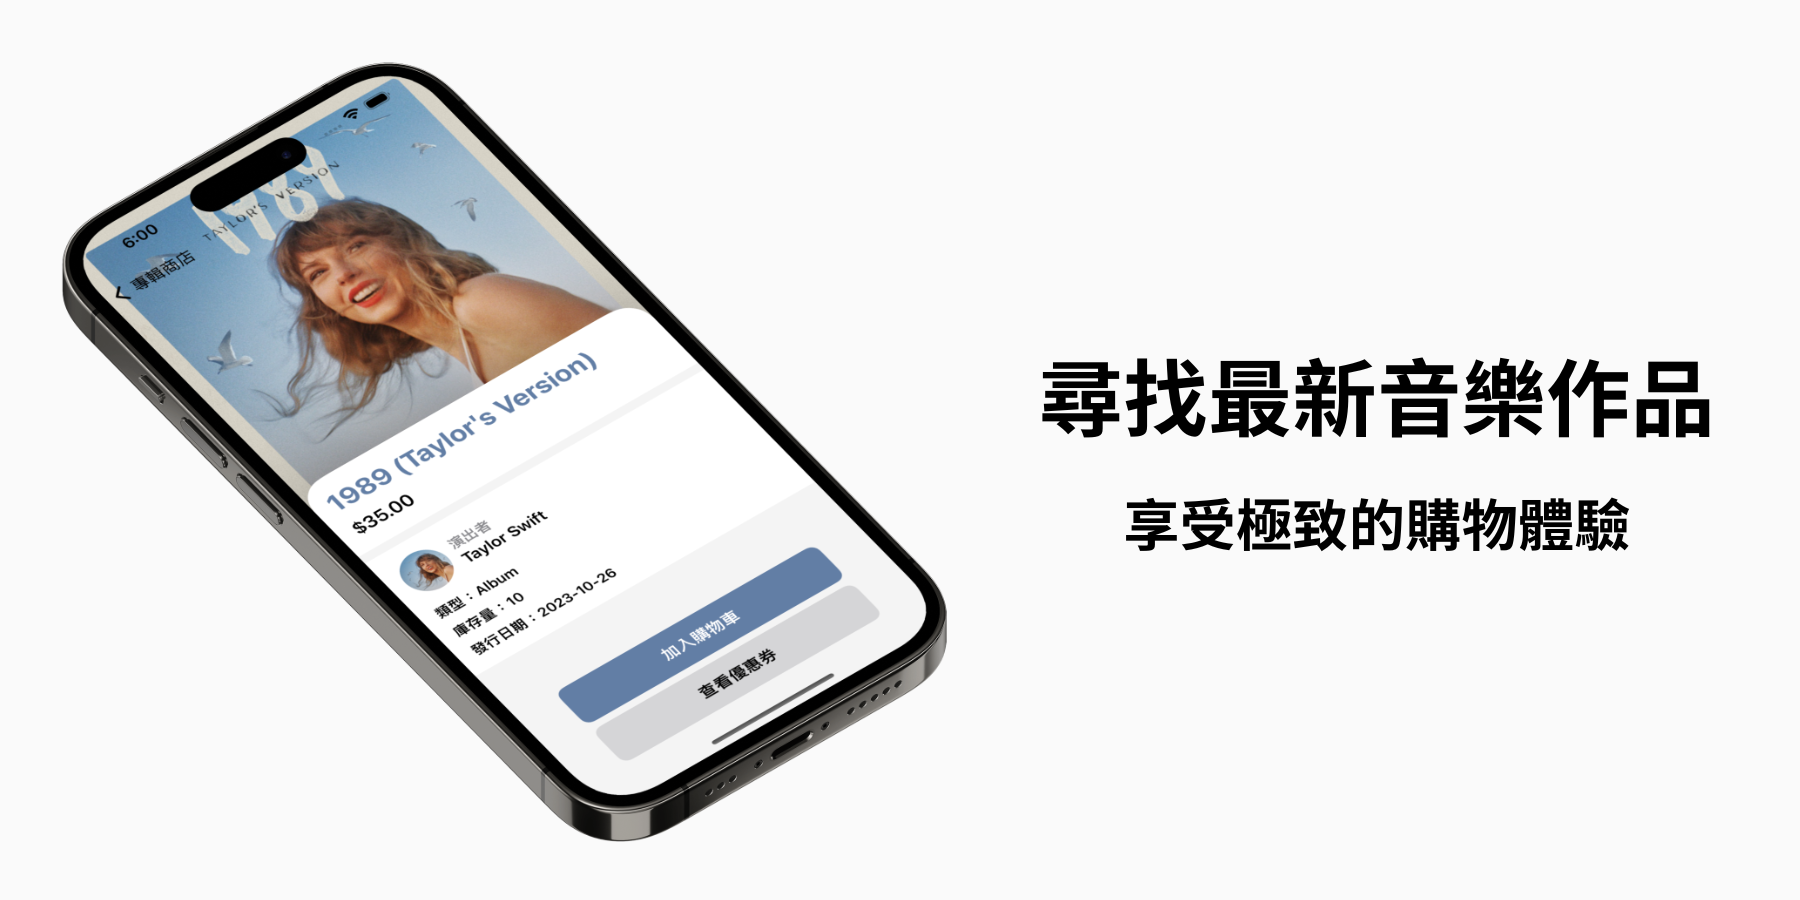 6:00
專輯商店
1989
TAYLOR'S VERSION
1989 (Taylor's Version)
$35.00
演出者
Taylor Swift
類型：Album
庫存量：10
發行日期：2023-10-26
加入購物車
查看優惠券
尋找最新音樂作品
享受極致的購物體驗